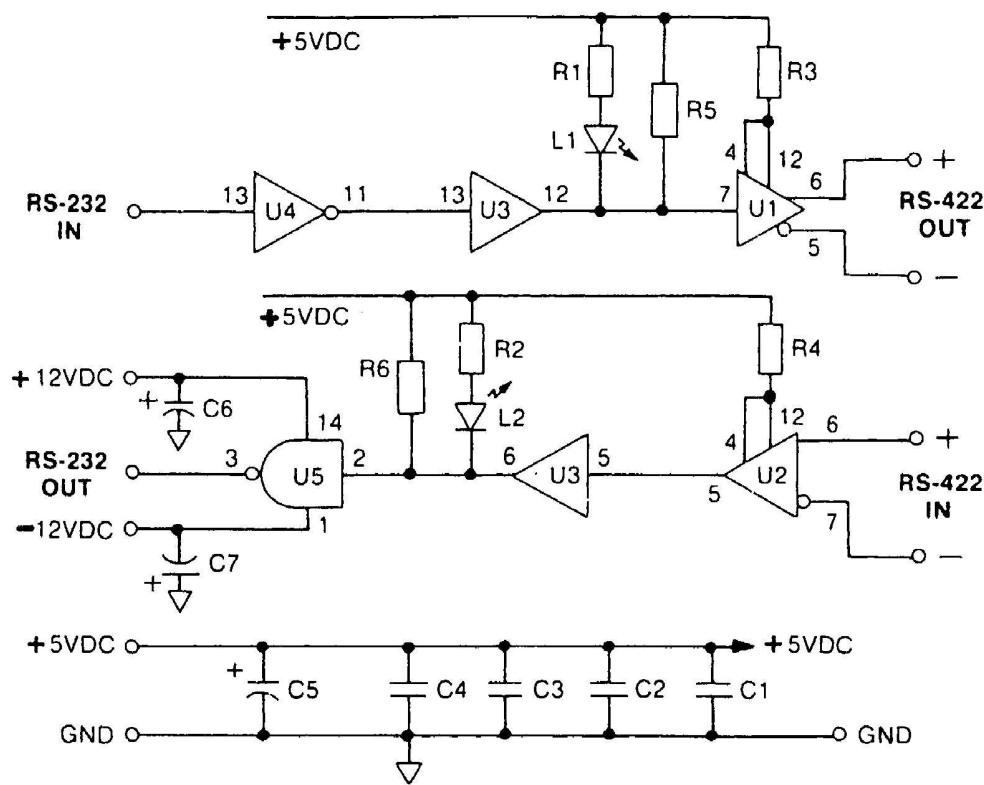 +5VDC
R1
R3
R5
L1
4
12
13
11
13
12
7
6
+
RS-232
IN
U4
U3
U1
RS-422
OUT
5
−
+5VDC
R6
R2
R4
+12VDC
+
C6
L2
14
4
12
6
+
RS-232
OUT
3
U5
2
6
U3
5
5
U2
RS-422
IN
7
−
-12VDC
1
+
C7
+5VDC
+5VDC
+
C5
C4
C3
C2
C1
GND
GND